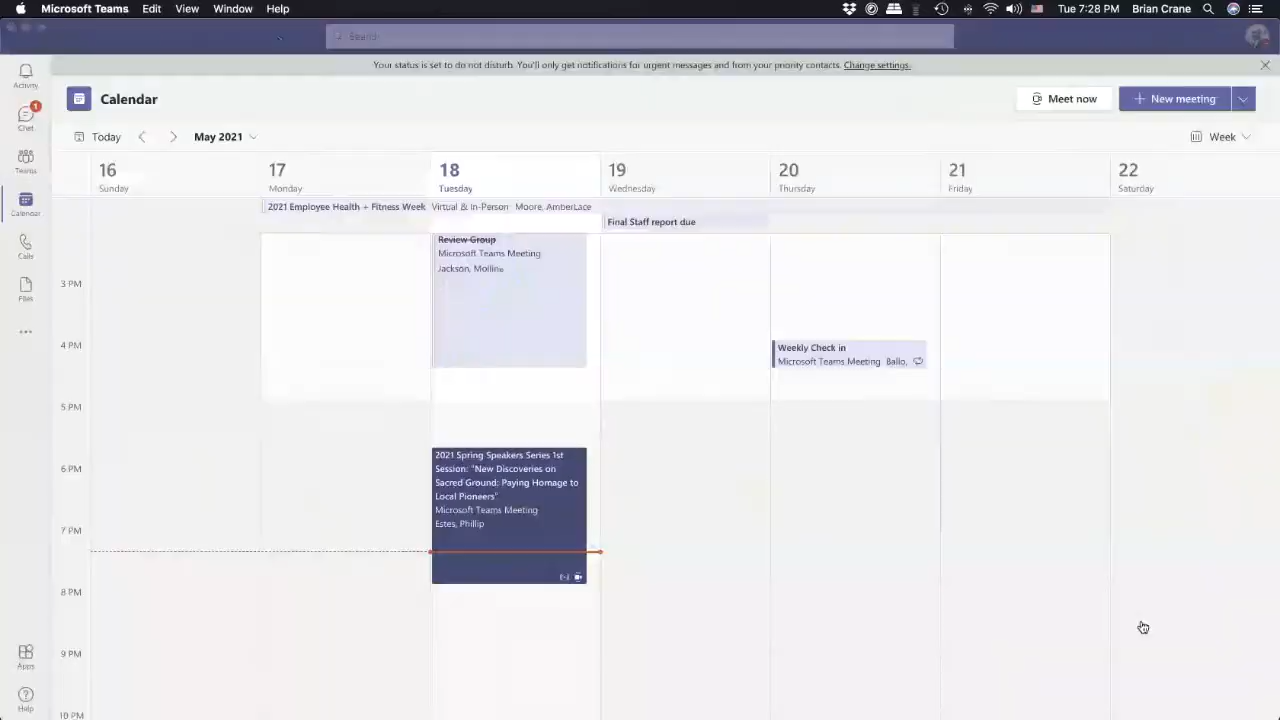 Microsoft Teams Edit View Window Help Tue 7:28 PM Brian Crane
Search
Your status is set to do not disturb. You'll only get notifications for urgent messages and from your priority contacts. Change settings.
Activity
Chat
1
Teams
Calendar
Calls
Files
Apps
Help
Calendar
Meet now
New meeting
Today
May 2021
Week
16 17 18 19 20 21 22
Sunday Monday Tuesday Wednesday Thursday Friday Saturday
2021 Employee Health + Fitness Week Virtual & In-Person Moore, AmberLace
Final Staff report due
Review Group
Microsoft Teams Meeting
Jackson, Molline
3 PM
4 PM
Weekly Check in
Microsoft Teams Meeting Ballo,
5 PM
2021 Spring Speakers Series 1st
Session: "New Discoveries on
Sacred Ground: Paying Homage to
Local Pioneers"
Microsoft Teams Meeting
Estes, Phillip
6 PM
7 PM
8 PM
9 PM
10 PM